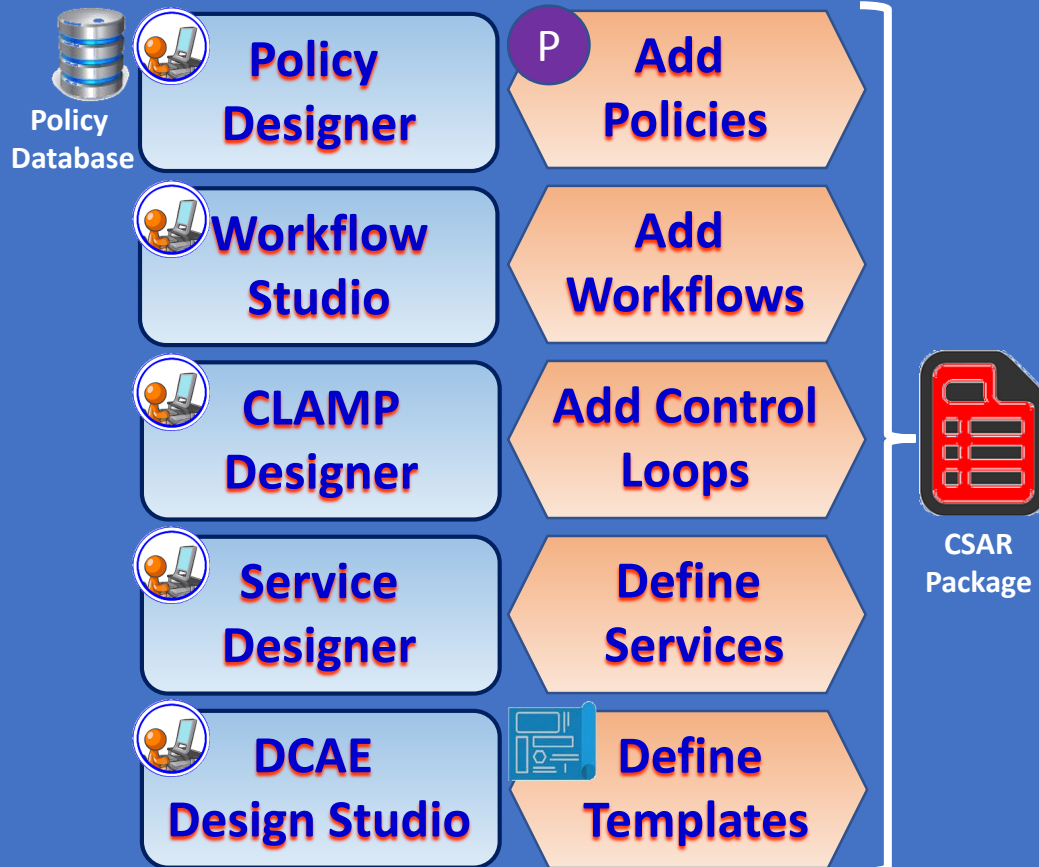 Policy
Database
Policy
Designer
P
Add
Policies
Workflow
Studio
Add
Workflows
CLAMP
Designer
Add Control
Loops
Service
Designer
Define
Services
DCAE
Design Studio
Define
Templates
CSAR
Package